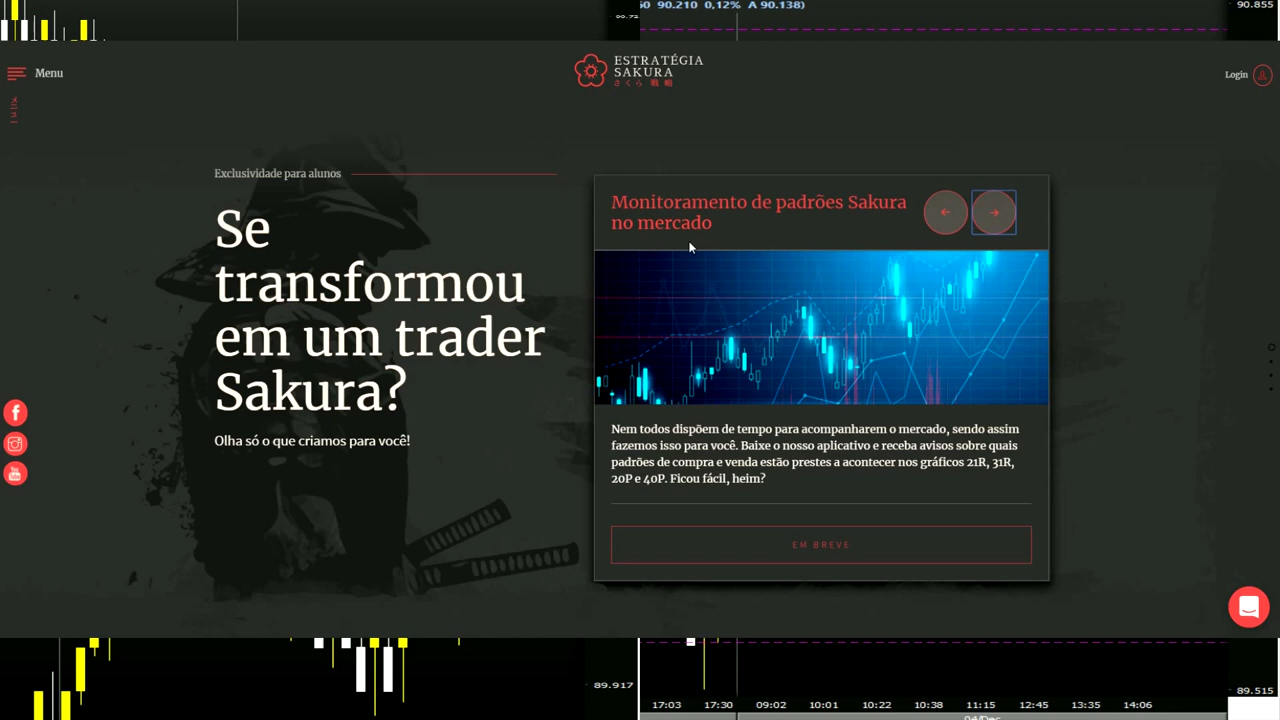 90.210 0,12% A 90.138)
90.855
Menu
ESTRATÉGIA
SAKURA
さくら 戦略
Login
Exclusividade para alunos
Se
transformou
em um trader
Sakura?
Olha só o que criamos para você!
Monitoramento de padrões Sakura
no mercado
Nem todos dispõem de tempo para acompanharem o mercado, sendo assim
fazemos isso para você. Baixe o nosso aplicativo e receba avisos sobre quais
padrões de compra e venda estão prestes a acontecer nos gráficos 21R, 31R,
20P e 40P. Ficou fácil, heim?
EM BREVE
89.917
89.515
17:03 17:30 09:02 10:01 10:22 10:38 11:15 12:45 13:35 14:06